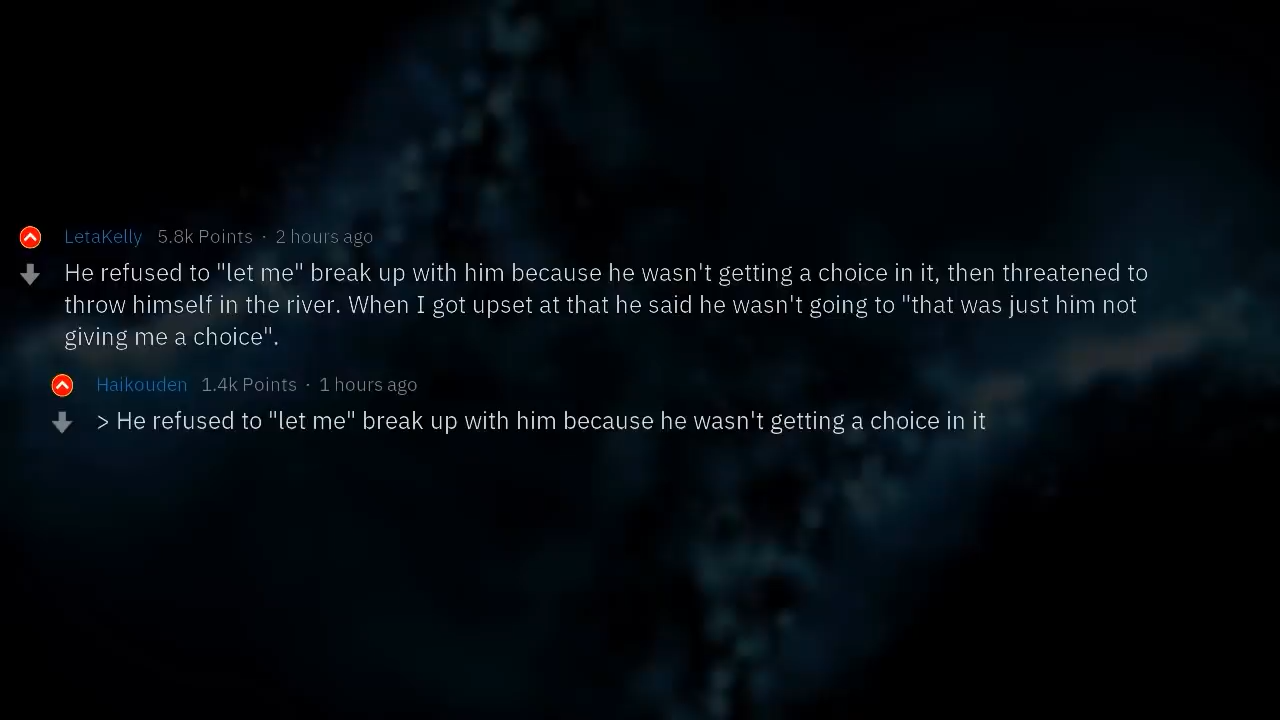 LetaKelly 5.8k Points · 2 hours ago
He refused to "let me" break up with him because he wasn't getting a choice in it, then threatened to
throw himself in the river. When I got upset at that he said he wasn't going to "that was just him not
giving me a choice".
Haikouden 1.4k Points · 1 hours ago
> He refused to "let me" break up with him because he wasn't getting a choice in it